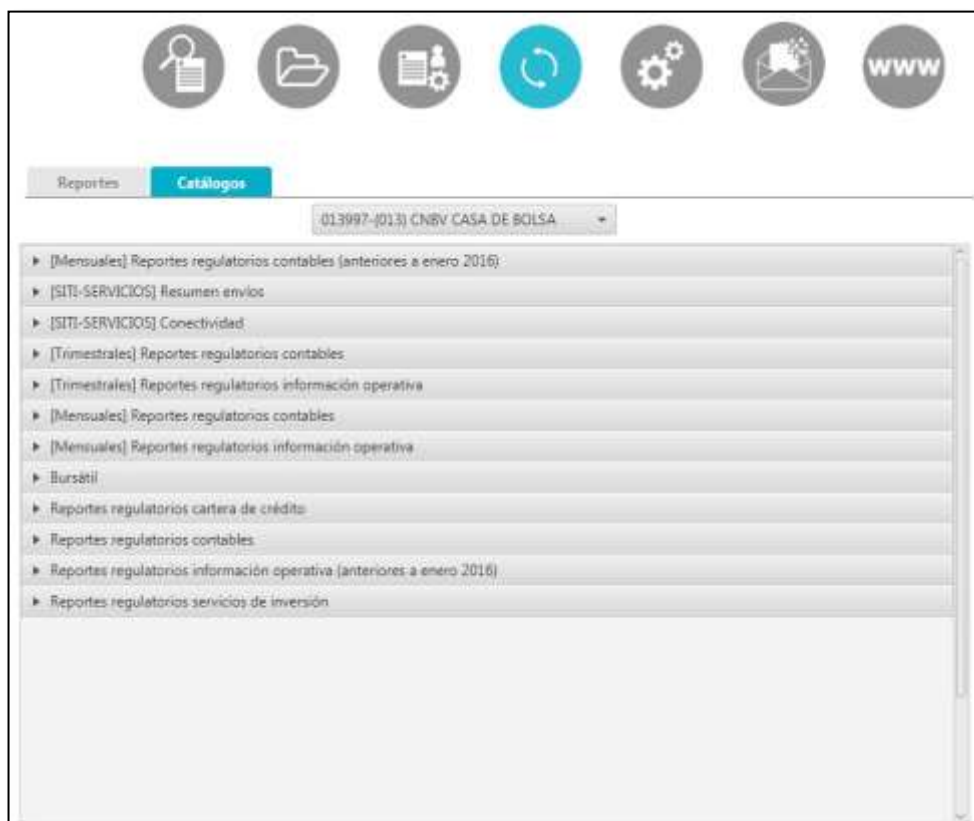 www
Reportes
Catálogos
013997-(013) CNBV CASA DE BOLSA
[Mensuales] Reportes regulatorios contables (anteriores a enero 2016)
[SITI-SERVICIOS] Resumen envíos
[SITI-SERVICIOS] Conectividad
[Trimestrales] Reportes regulatorios contables
[Trimestrales] Reportes regulatorios información operativa
[Mensuales] Reportes regulatorios contables
[Mensuales] Reportes regulatorios información operativa
Bursátil
Reportes regulatorios cartera de crédito
Reportes regulatorios contables
Reportes regulatorios información operativa (anteriores a enero 2016)
Reportes regulatorios servicios de inversión